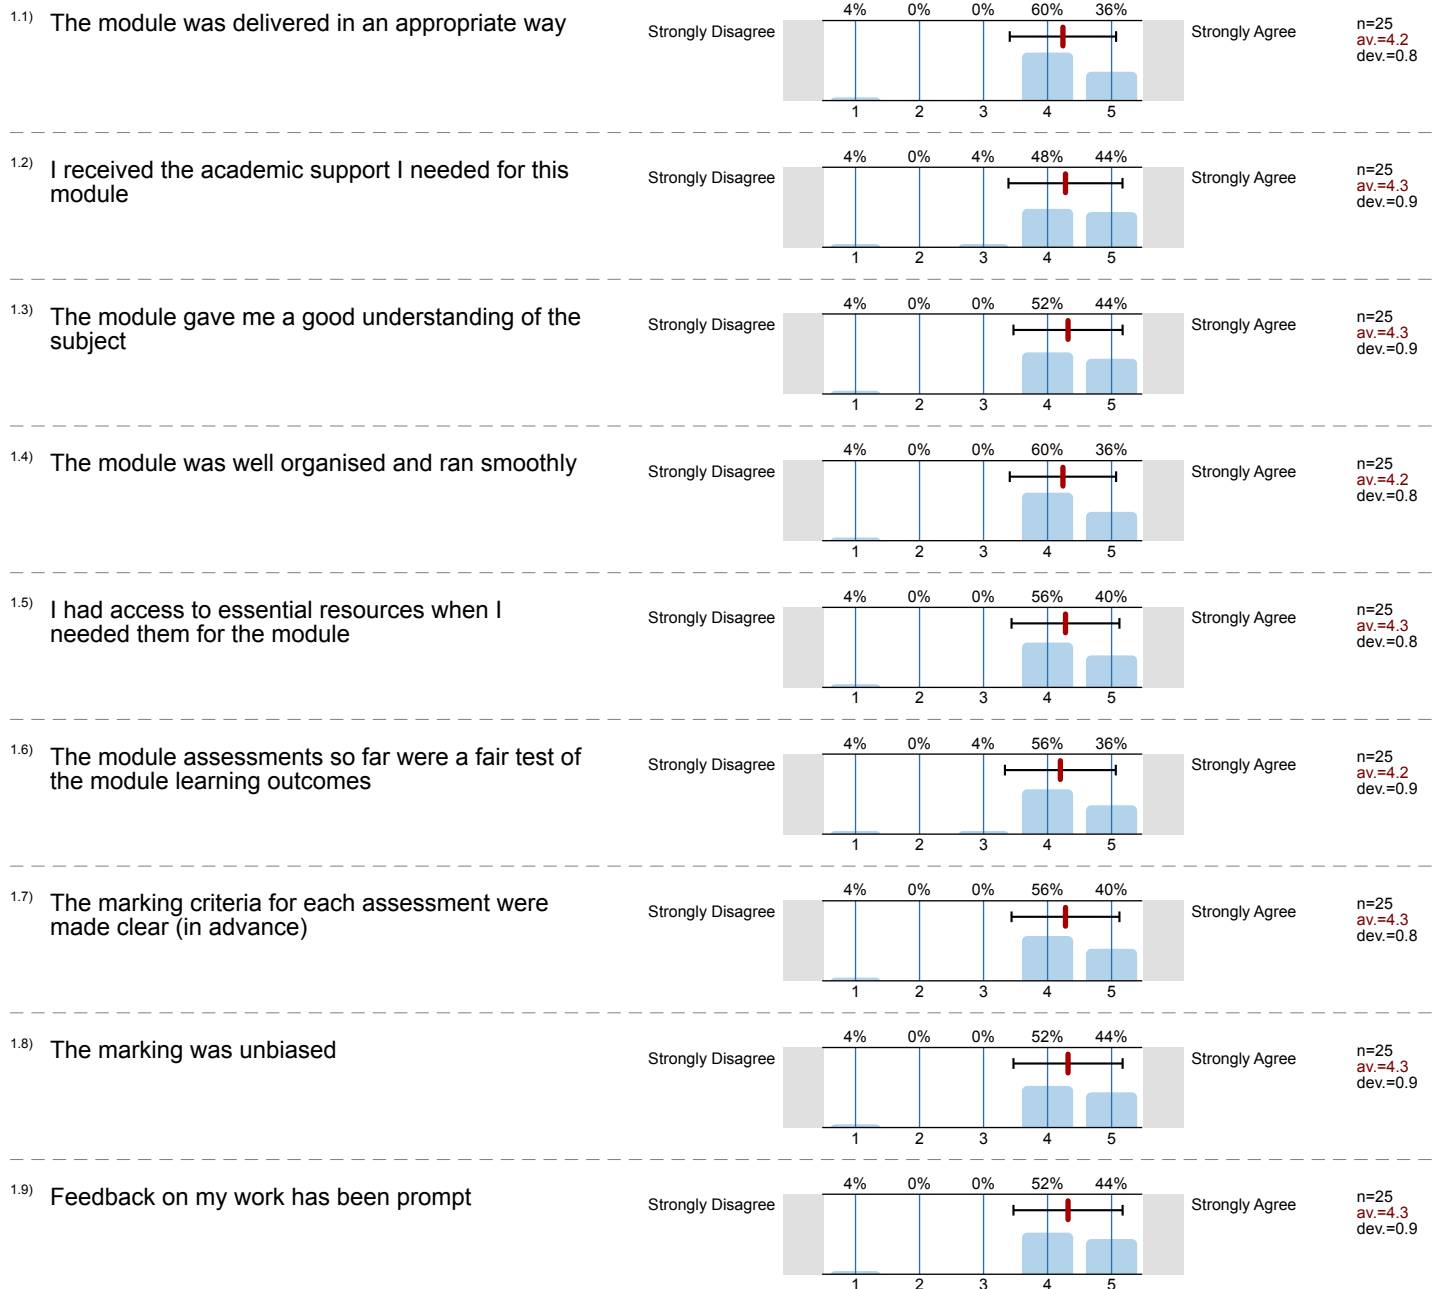 1.1) The module was delivered in an appropriate way
Strongly Disagree
4% 0% 0% 60% 36%
1 2 3 4 5
Strongly Agree
n=25
av.=4.2
dev.=0.8
1.2) I received the academic support I needed for this
module
Strongly Disagree
4% 0% 4% 48% 44%
1 2 3 4 5
Strongly Agree
n=25
av.=4.3
dev.=0.9
1.3) The module gave me a good understanding of the
subject
Strongly Disagree
4% 0% 0% 52% 44%
1 2 3 4 5
Strongly Agree
n=25
av.=4.3
dev.=0.9
1.4) The module was well organised and ran smoothly
Strongly Disagree
4% 0% 0% 60% 36%
1 2 3 4 5
Strongly Agree
n=25
av.=4.2
dev.=0.8
1.5) I had access to essential resources when I
needed them for the module
Strongly Disagree
4% 0% 0% 56% 40%
1 2 3 4 5
Strongly Agree
n=25
av.=4.3
dev.=0.8
1.6) The module assessments so far were a fair test of
the module learning outcomes
Strongly Disagree
4% 0% 4% 56% 36%
1 2 3 4 5
Strongly Agree
n=25
av.=4.2
dev.=0.9
1.7) The marking criteria for each assessment were
made clear (in advance)
Strongly Disagree
4% 0% 0% 56% 40%
1 2 3 4 5
Strongly Agree
n=25
av.=4.3
dev.=0.8
1.8) The marking was unbiased
Strongly Disagree
4% 0% 0% 52% 44%
1 2 3 4 5
Strongly Agree
n=25
av.=4.3
dev.=0.9
1.9) Feedback on my work has been prompt
Strongly Disagree
4% 0% 0% 52% 44%
1 2 3 4 5
Strongly Agree
n=25
av.=4.3
dev.=0.9